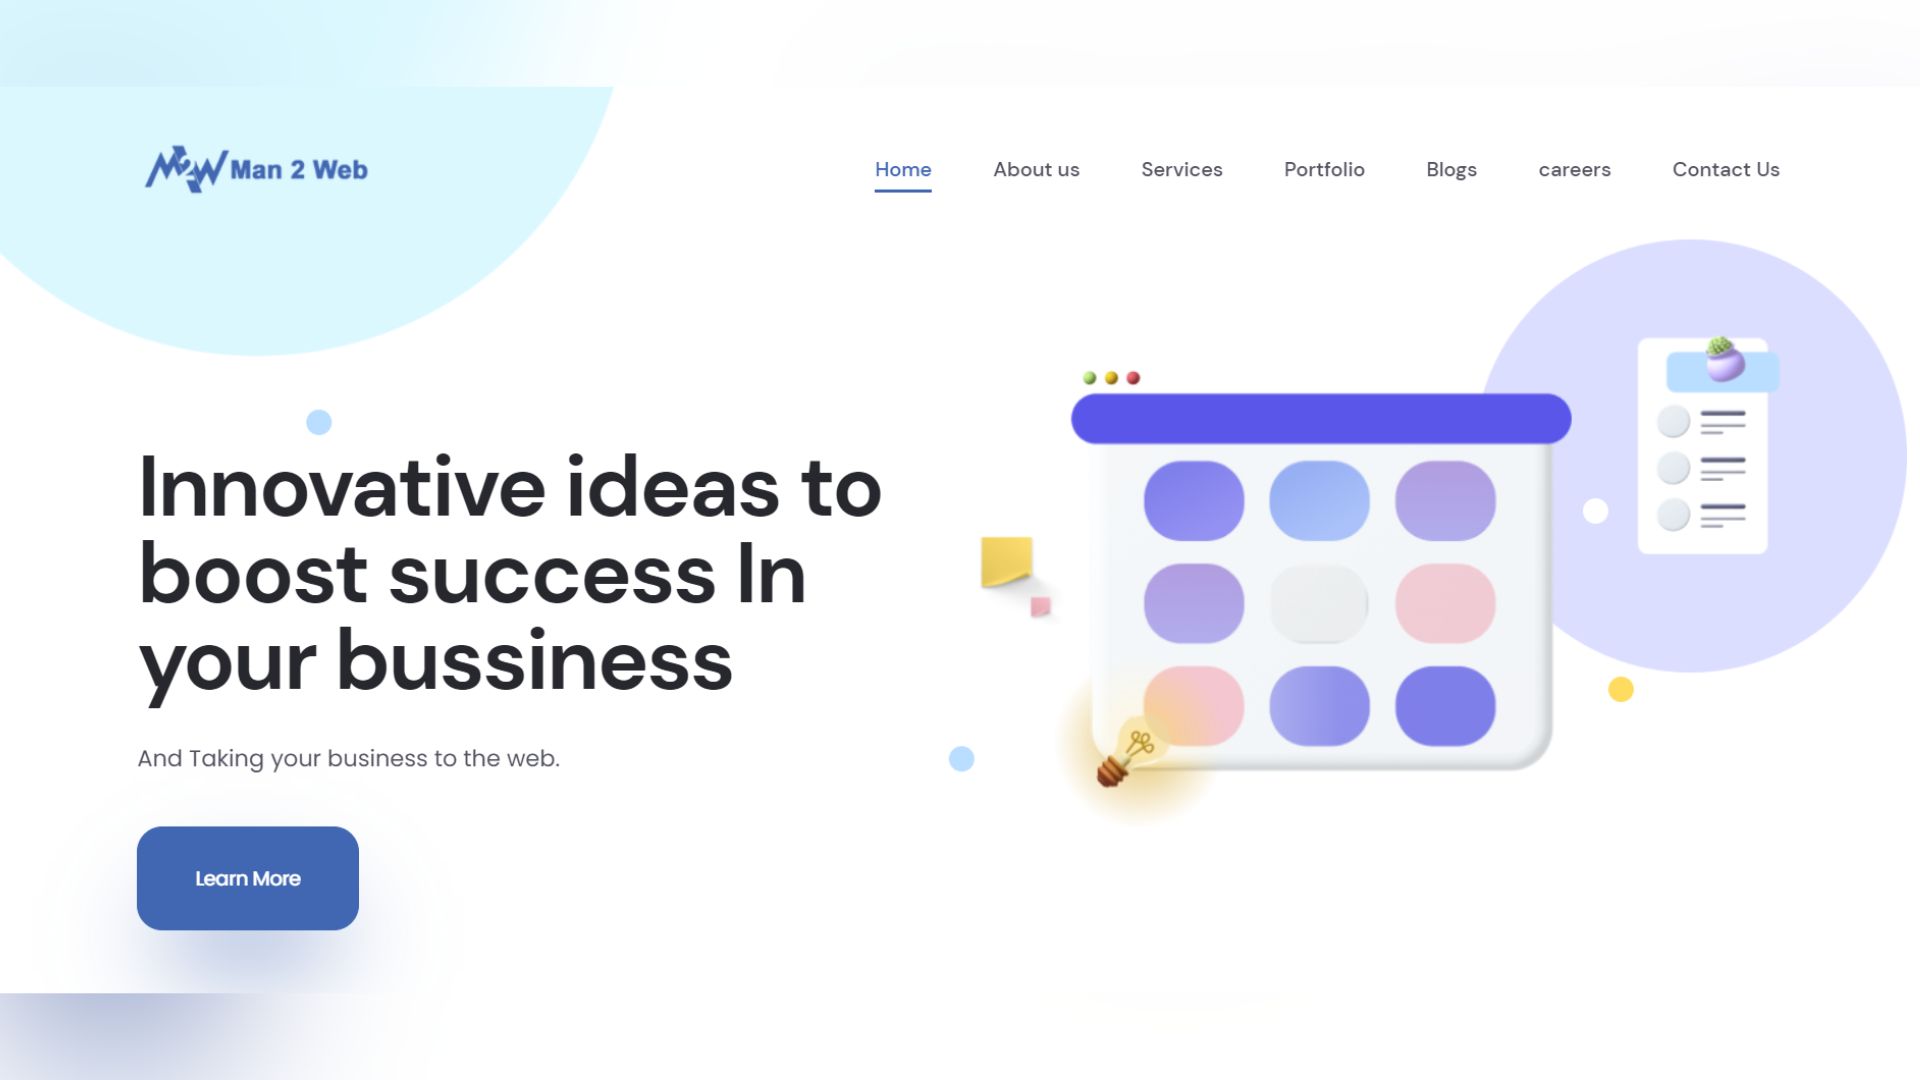 M2W Man 2 Web
Home About us Services Portfolio Blogs careers Contact Us
Innovative ideas to
boost success In
your bussiness
And Taking your business to the web.
Learn More